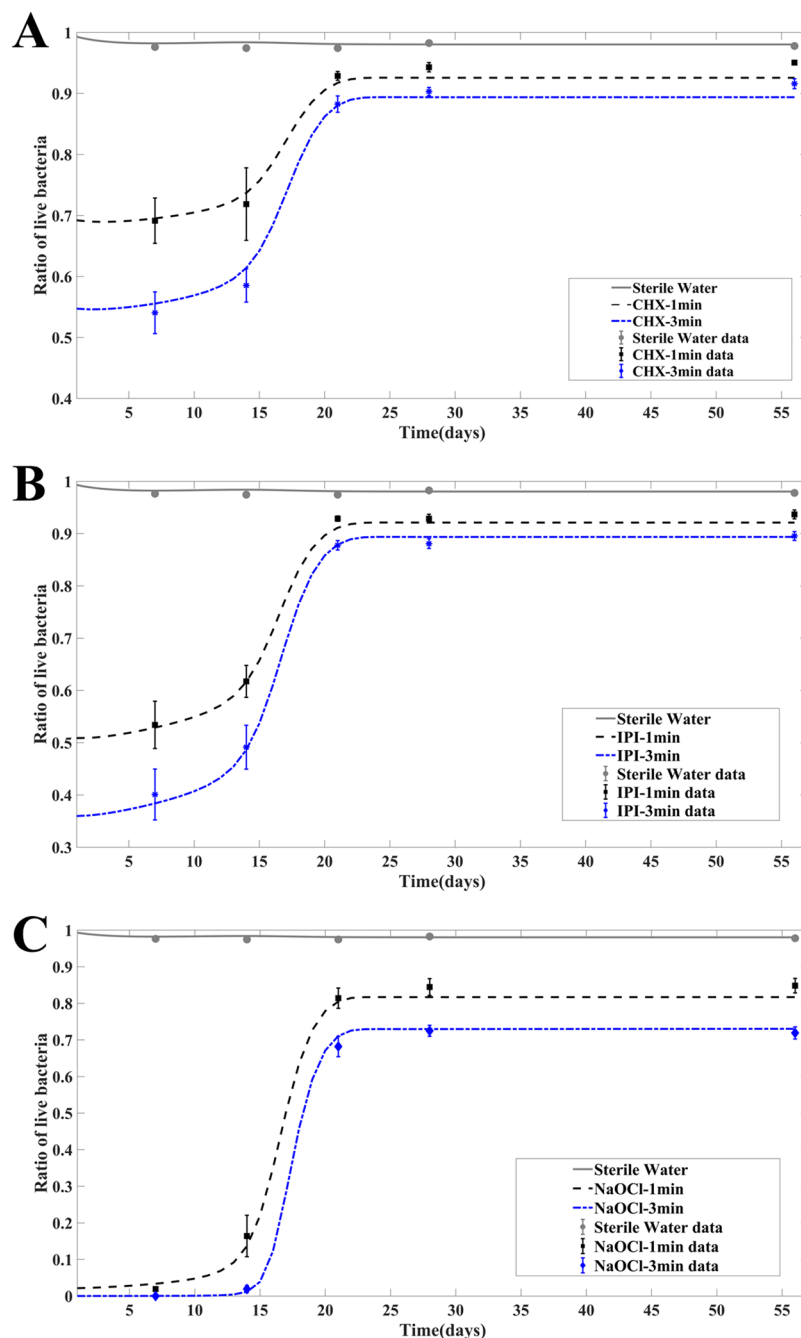 A
1
0.9
0.8
0.7
0.6
0.5
0.4
Ratio of live bacteria
5 10 15 20 25 30 35 40 45 50 55
Time(days)
Sterile Water
CHX-1min
CHX-3min
Sterile Water data
CHX-1min data
CHX-3min data
B
1
0.9
0.8
0.7
0.6
0.5
0.4
0.3
Ratio of live bacteria
5 10 15 20 25 30 35 40 45 50 55
Time(days)
Sterile Water
IPI-1min
IPI-3min
Sterile Water data
IPI-1min data
IPI-3min data
C
1
0.9
0.8
0.7
0.6
0.5
0.4
0.3
0.2
0.1
0
Ratio of live bacteria
5 10 15 20 25 30 35 40 45 50 55
Time(days)
Sterile Water
NaOCl-1min
NaOCl-3min
Sterile Water data
NaOCl-1min data
NaOCl-3min data